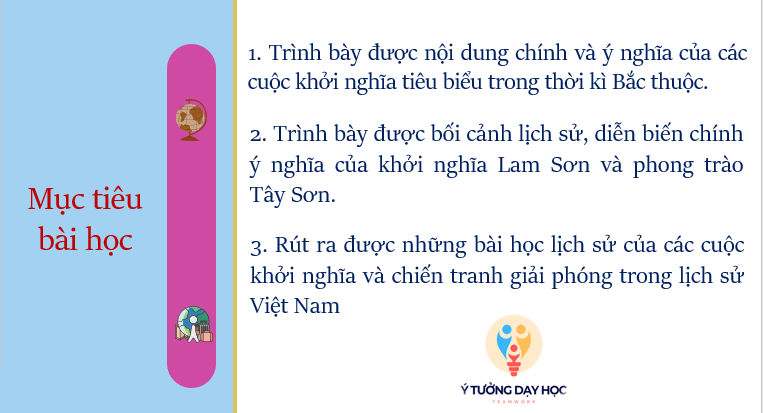 Mục tiêu
bài học
1. Trình bày được nội dung chính và ý nghĩa của các
cuộc khởi nghĩa tiêu biểu trong thời kì Bắc thuộc.
2. Trình bày được bối cảnh lịch sử, diễn biến chính
ý nghĩa của khởi nghĩa Lam Sơn và phong trào
Tây Sơn.
3. Rút ra được những bài học lịch sử của các cuộc
khởi nghĩa và chiến tranh giải phóng trong lịch sử
Việt Nam
Ý TƯỞNG DẠY HỌC
TEAMWORK